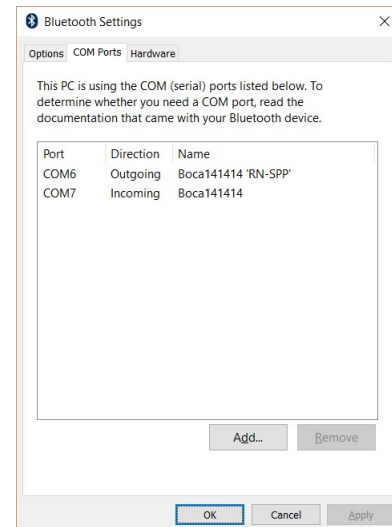 Bluetooth Settings
Options COM Ports Hardware
This PC is using the COM (serial) ports listed below. To
determine whether you need a COM port, read the
documentation that came with your Bluetooth device.
Port Direction Name
COM6 Outgoing Boca141414 'RN-SPP'
COM7 Incoming Boca141414
Add... Remove
OK Cancel Apply